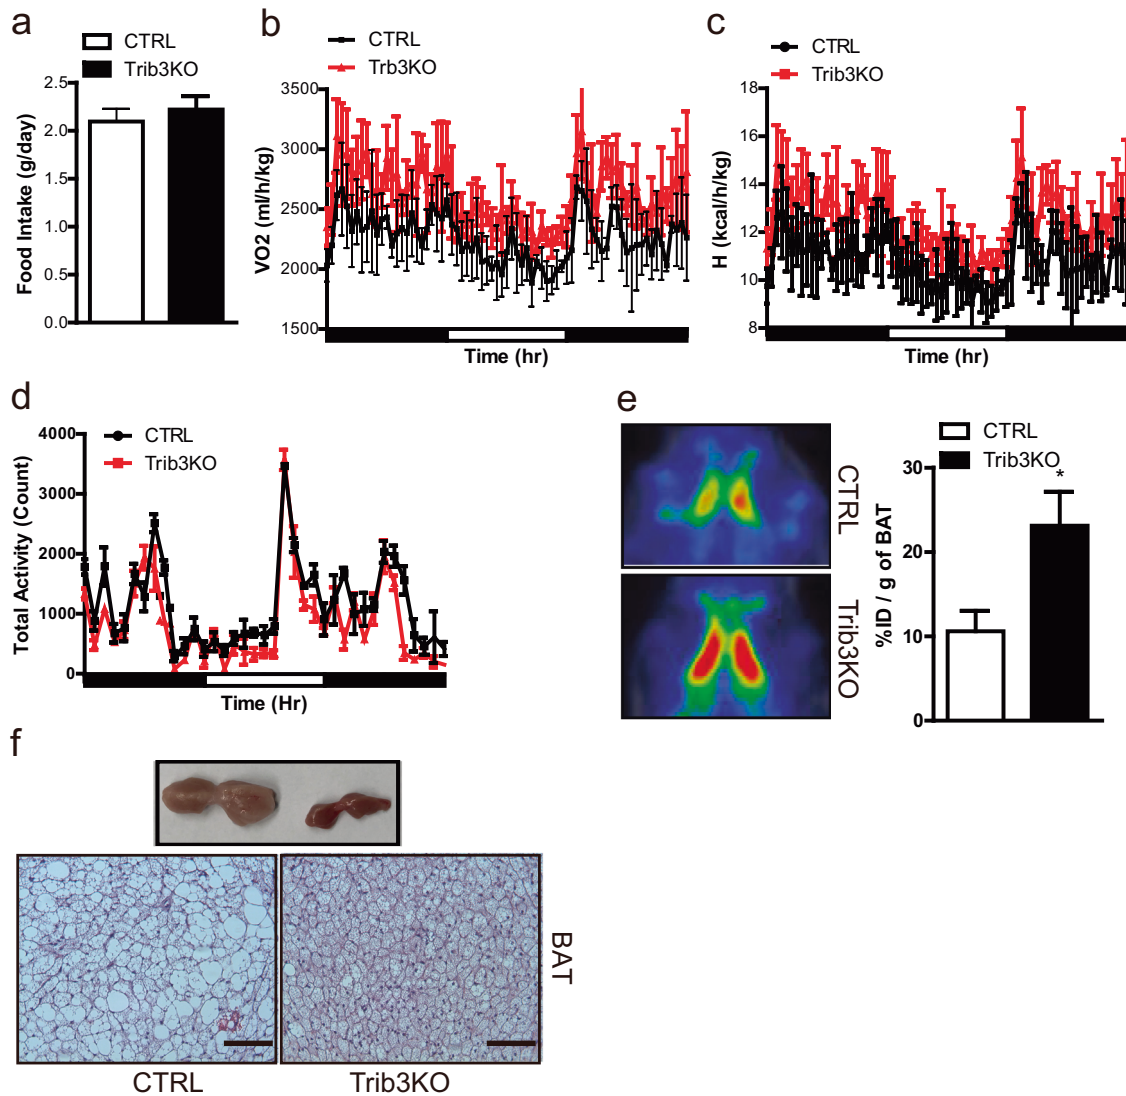 a
CTRL
Trib3KO
Food Intake (g/day)
2.5
2.0
1.5
1.0
0.5
0.0
b
CTRL
Trb3KO
VO2 (ml/h/kg)
3500
3000
2500
2000
1500
Time (hr)
c
CTRL
Trib3KO
H (kcal/h/kg)
18
16
14
12
10
8
Time (hr)
d
CTRL
Trib3KO
Total Activity (Count)
4000
3000
2000
1000
0
Time (Hr)
e
CTRL
Trib3KO
CTRL
Trib3KO
*
%ID / g of BAT
30
20
10
0
f
BAT
CTRL
Trib3KO